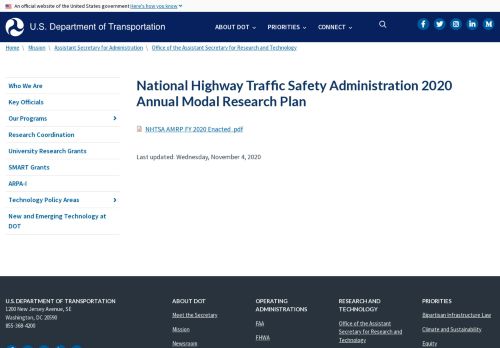 An official website of the United States government Here's how you know
U.S. Department of Transportation
ABOUT DOT
PRIORITIES
CONNECT
Home \ Mission \ Assistant Secretary for Administration \ Office of the Assistant Secretary for Research and Technology
Who We Are
Key Officials
Our Programs
Research Coordination
University Research Grants
SMART Grants
ARPA-I
Technology Policy Areas
New and Emerging Technology at
DOT
National Highway Traffic Safety Administration 2020
Annual Modal Research Plan
NHTSA AMRP FY 2020 Enacted .pdf
Last updated: Wednesday, November 4, 2020
U.S. DEPARTMENT OF TRANSPORTATION
1200 New Jersey Avenue, SE
Washington, DC 20590
855-368-4200
ABOUT DOT
Meet the Secretary
Mission
Newsroom
OPERATING
ADMINISTRATIONS
FAA
FHWA
RESEARCH AND
TECHNOLOGY
Office of the Assistant
Secretary for Research and
Technology
PRIORITIES
Bipartisan Infrastructure Law
Climate and Sustainability
Equity